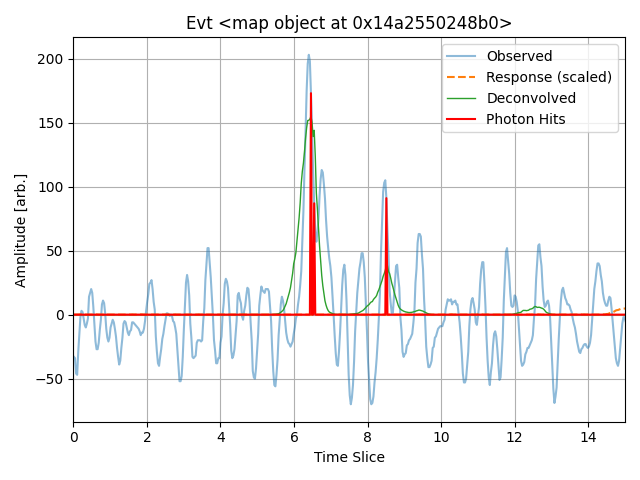 Evt <map object at 0x14a2550248b0>
Observed
Response (scaled)
Deconvolved
Photon Hits
Amplitude [arb.]
200
150
100
50
0
−50
0 2 4 6 8 10 12 14
Time Slice